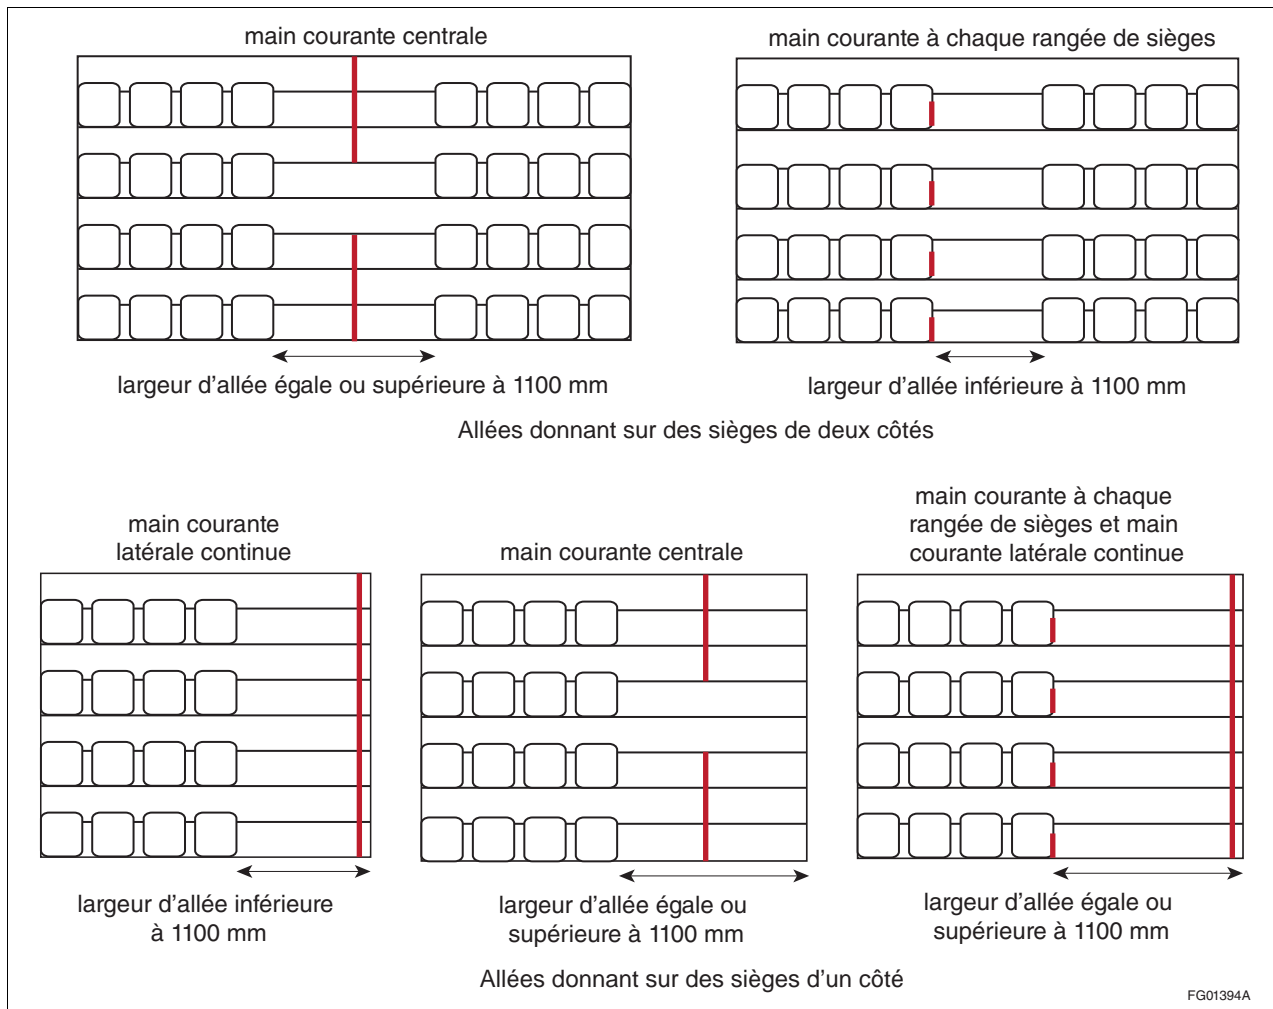 main courante centrale
main courante à chaque rangée de sièges
largeur d'allée égale ou supérieure à 1100 mm
largeur d'allée inférieure à 1100 mm
Allées donnant sur des sièges de deux côtés
main courante
latérale continue
main courante centrale
main courante à chaque
rangée de sièges et main
courante latérale continue
largeur d'allée inférieure
à 1100 mm
largeur d'allée égale ou
supérieure à 1100 mm
largeur d'allée égale ou
supérieure à 1100 mm
Allées donnant sur des sièges d'un côté
FG01394A